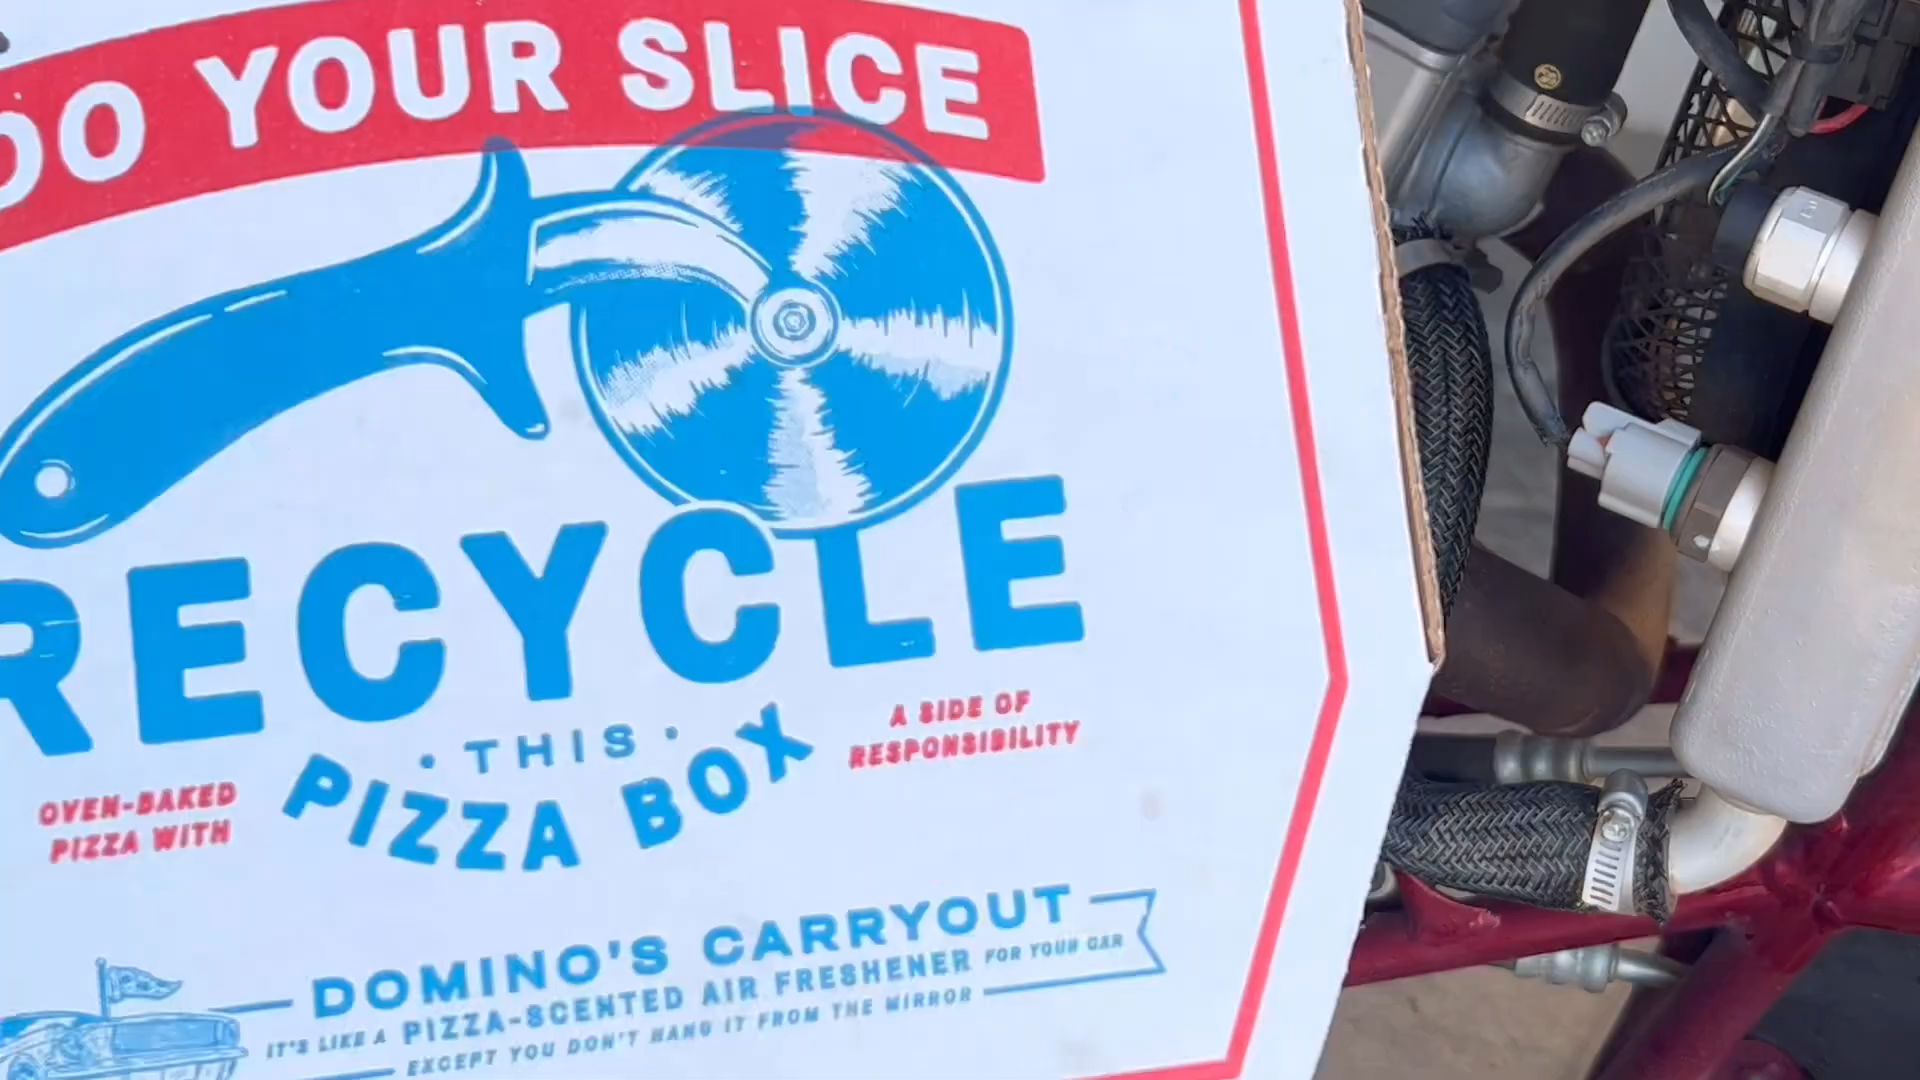 DO YOUR SLICE
RECYCLE
· THIS ·
PIZZA BOX
OVEN-BAKED
PIZZA WITH
A SIDE OF
RESPONSIBILITY
DOMINO'S CARRYOUT
IT'S LIKE A PIZZA-SCENTED AIR FRESHENER FOR YOUR CAR
EXCEPT YOU DON'T HANG IT FROM THE MIRROR